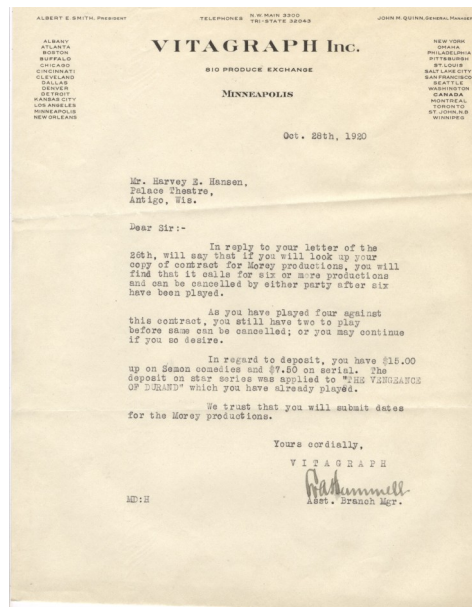 ALBERT E. SMITH, PRESIDENT
TELEPHONES N.W. MAIN 3300
TRI-STATE 32043
JOHN M. QUINN, GENERAL MANAGER
VITAGRAPH Inc.
610 PRODUCE EXCHANGE
MINNEAPOLIS
ALBANY
ATLANTA
BOSTON
BUFFALO
CHICAGO
CINCINNATI
CLEVELAND
DALLAS
DENVER
DETROIT
KANSAS CITY
LOS ANGELES
MINNEAPOLIS
NEW ORLEANS
NEW YORK
OMAHA
PHILADELPHIA
PITTSBURGH
ST. LOUIS
SALT LAKE CITY
SAN FRANCISCO
SEATTLE
WASHINGTON
CANADA
MONTREAL
TORONTO
ST. JOHN, N.B
WINNIPEG
Oct. 28th, 1920
Mr. Harvey E. Hansen,
Palace Theatre,
Antigo, Wis.
Dear Sir:-
In reply to your letter of the
26th, will say that if you will look up your
copy of contract for Morey productions, you will
find that it calls for six or more productions
and can be cancelled by either party after six
have been played.
As you have played four against
this contract, you still have two to play
before same can be cancelled; or you may continue
if you so desire.
In regard to deposit, you have $15.00
up on Semon comedies and $7.50 on serial. The
deposit on star series was applied to "THE VENGEANCE
OF DURAND" which you have already played.
We trust that you will submit dates
for the Morey productions.
Yours cordially,
VITAGRAPH
Hummell
MD:H
Asst. Branch Mgr.